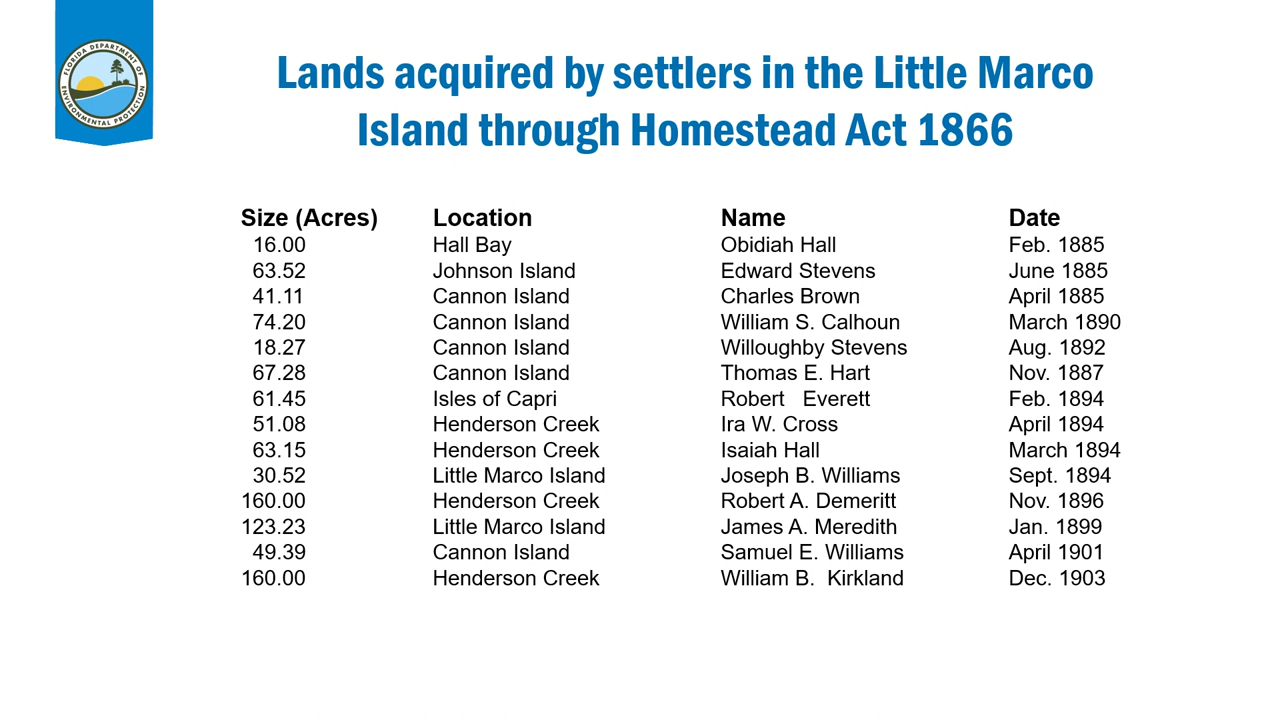 FLORIDA DEPARTMENT OF ENVIRONMENTAL PROTECTION
Lands acquired by settlers in the Little Marco
Island through Homestead Act 1866
Size (Acres) Location Name Date
16.00 Hall Bay Obidiah Hall Feb. 1885
63.52 Johnson Island Edward Stevens June 1885
41.11 Cannon Island Charles Brown April 1885
74.20 Cannon Island William S. Calhoun March 1890
18.27 Cannon Island Willoughby Stevens Aug. 1892
67.28 Cannon Island Thomas E. Hart Nov. 1887
61.45 Isles of Capri Robert Everett Feb. 1894
51.08 Henderson Creek Ira W. Cross April 1894
63.15 Henderson Creek Isaiah Hall March 1894
30.52 Little Marco Island Joseph B. Williams Sept. 1894
160.00 Henderson Creek Robert A. Demeritt Nov. 1896
123.23 Little Marco Island James A. Meredith Jan. 1899
49.39 Cannon Island Samuel E. Williams April 1901
160.00 Henderson Creek William B. Kirkland Dec. 1903